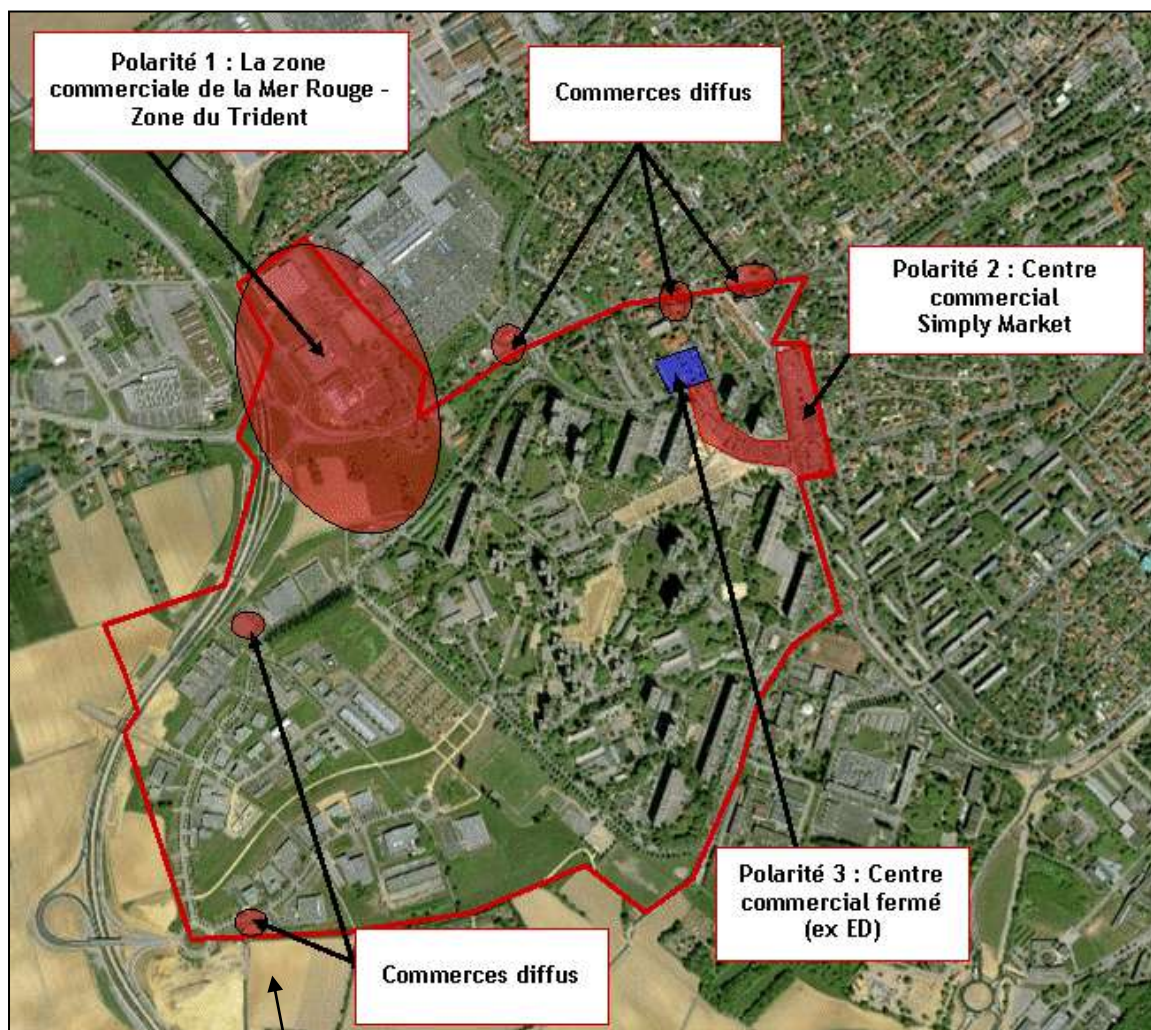 Polarité 1 : La zone
commerciale de la Mer Rouge -
Zone du Trident
Commerces diffus
Polarité 2 : Centre
commercial
Simply Market
Polarité 3 : Centre
commercial fermé
(ex ED)
Commerces diffus